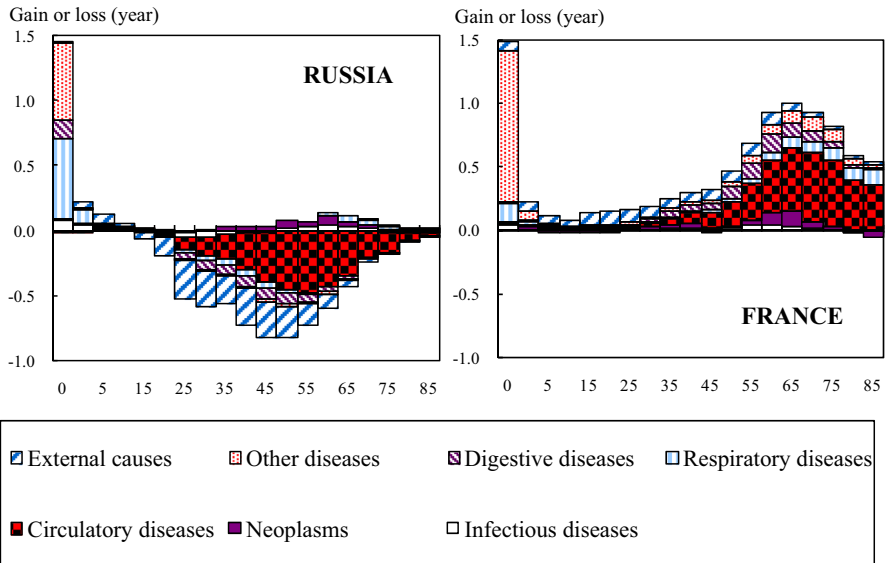 Gain or loss (year)
1.5
1.0
0.5
0.0
-0.5
-1.0
RUSSIA
0 5 15 25 35 45 55 65 75 85
Gain or loss (year)
1.5
1.0
0.5
0.0
-0.5
-1.0
FRANCE
0 5 15 25 35 45 55 65 75 85
External causes
Other diseases
Digestive diseases
Respiratory diseases
Circulatory diseases
Neoplasms
Infectious diseases